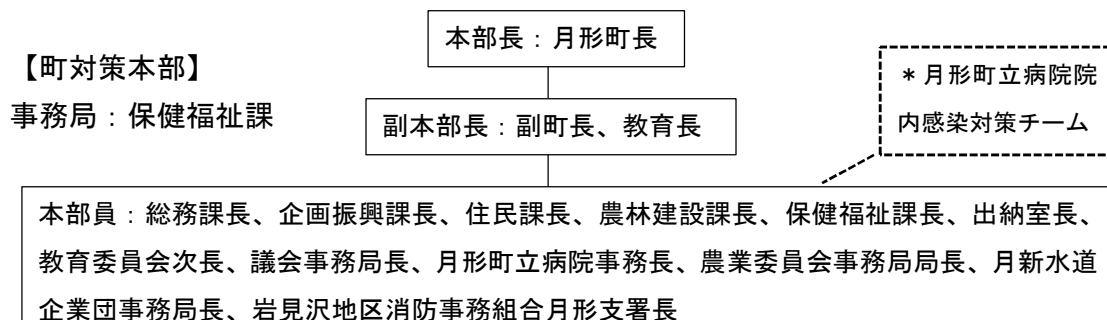 本部長：月形町長
【町対策本部】
事務局：保健福祉課
副本部長：副町長、教育長
＊月形町立病院院
内感染対策チーム
本部員：総務課長、企画振興課長、住民課長、農林建設課長、保健福祉課長、出納室長、
教育委員会次長、議会事務局長、月形町立病院事務長、農業委員会事務局局長、月新水道
企業団事務局長、岩見沢地区消防事務組合月形支署長